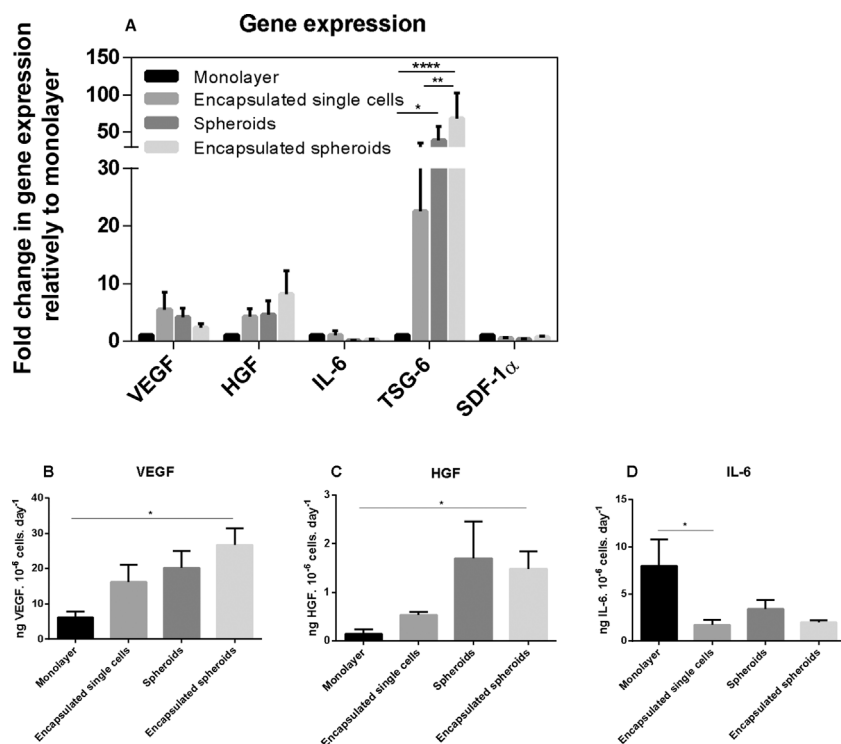 A
Gene expression
Fold change in gene expression
relatively to monolayer
150
100
50
30
20
10
0
Monolayer
Encapsulated single cells
Spheroids
Encapsulated spheroids
****
**
*
VEGF
HGF
IL-6
TSG-6
SDF-1α
B
VEGF
ng VEGF. 10⁻⁶ cells. day⁻¹
40
30
20
10
0
*
Monolayer
Encapsulated single cells
Spheroids
Encapsulated spheroids
C
HGF
ng HGF. 10⁻⁶ cells. day⁻¹
3
2
1
0
*
Monolayer
Encapsulated single cells
Spheroids
Encapsulated spheroids
D
IL-6
ng IL-6. 10⁻⁶ cells. day⁻¹
15
10
5
0
*
Monolayer
Encapsulated single cells
Spheroids
Encapsulated spheroids